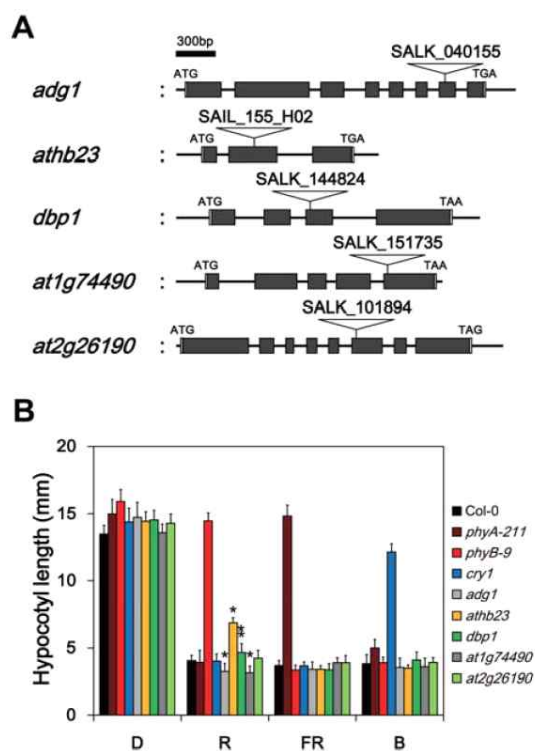 A
300bp
SALK_040155
ATG TGA
adg1 :
SAIL_155_H02
ATG TGA
athb23 :
SALK_144824
ATG TAA
dbp1 :
SALK_151735
ATG TAA
at1g74490 :
SALK_101894
ATG TAG
at2g26190 :
B
Hypocotyl length (mm)
20
15
10
5
0
* * ** *
D R FR B
Col-0
phyA-211
phyB-9
cry1
adg1
athb23
dbp1
at1g74490
at2g26190